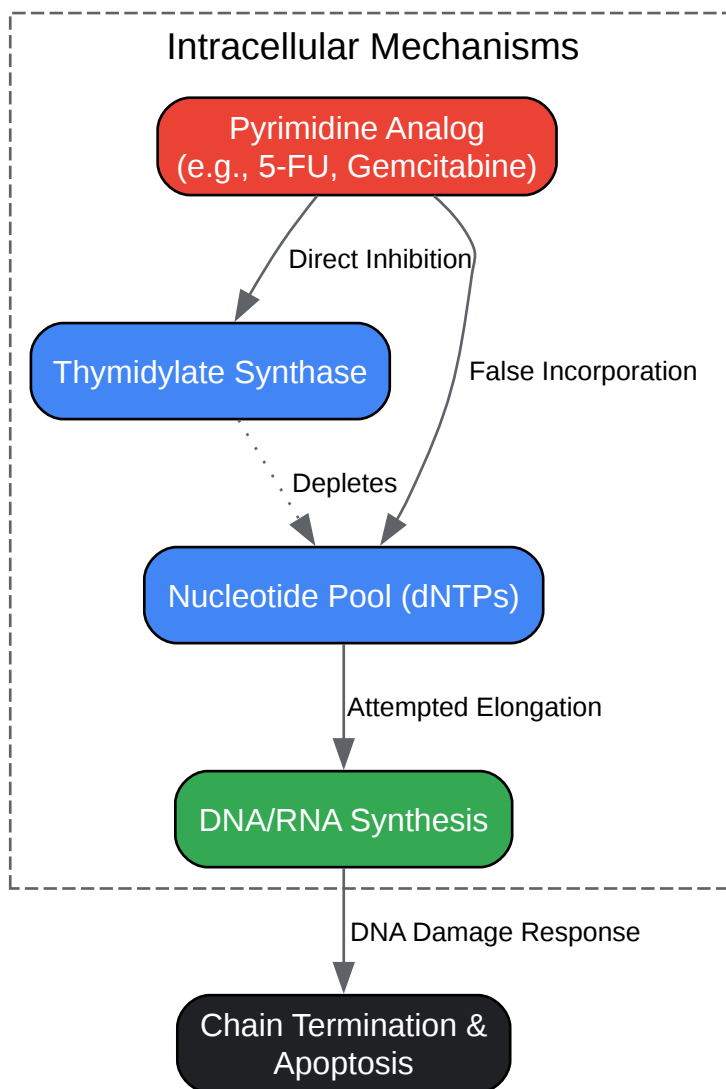 Intracellular Mechanisms
Pyrimidine Analog
(e.g., 5-FU, Gemcitabine)
Direct Inhibition
Thymidylate Synthase
False Incorporation
Depletes
Nucleotide Pool (dNTPs)
Attempted Elongation
DNA/RNA Synthesis
DNA Damage Response
Chain Termination &
Apoptosis